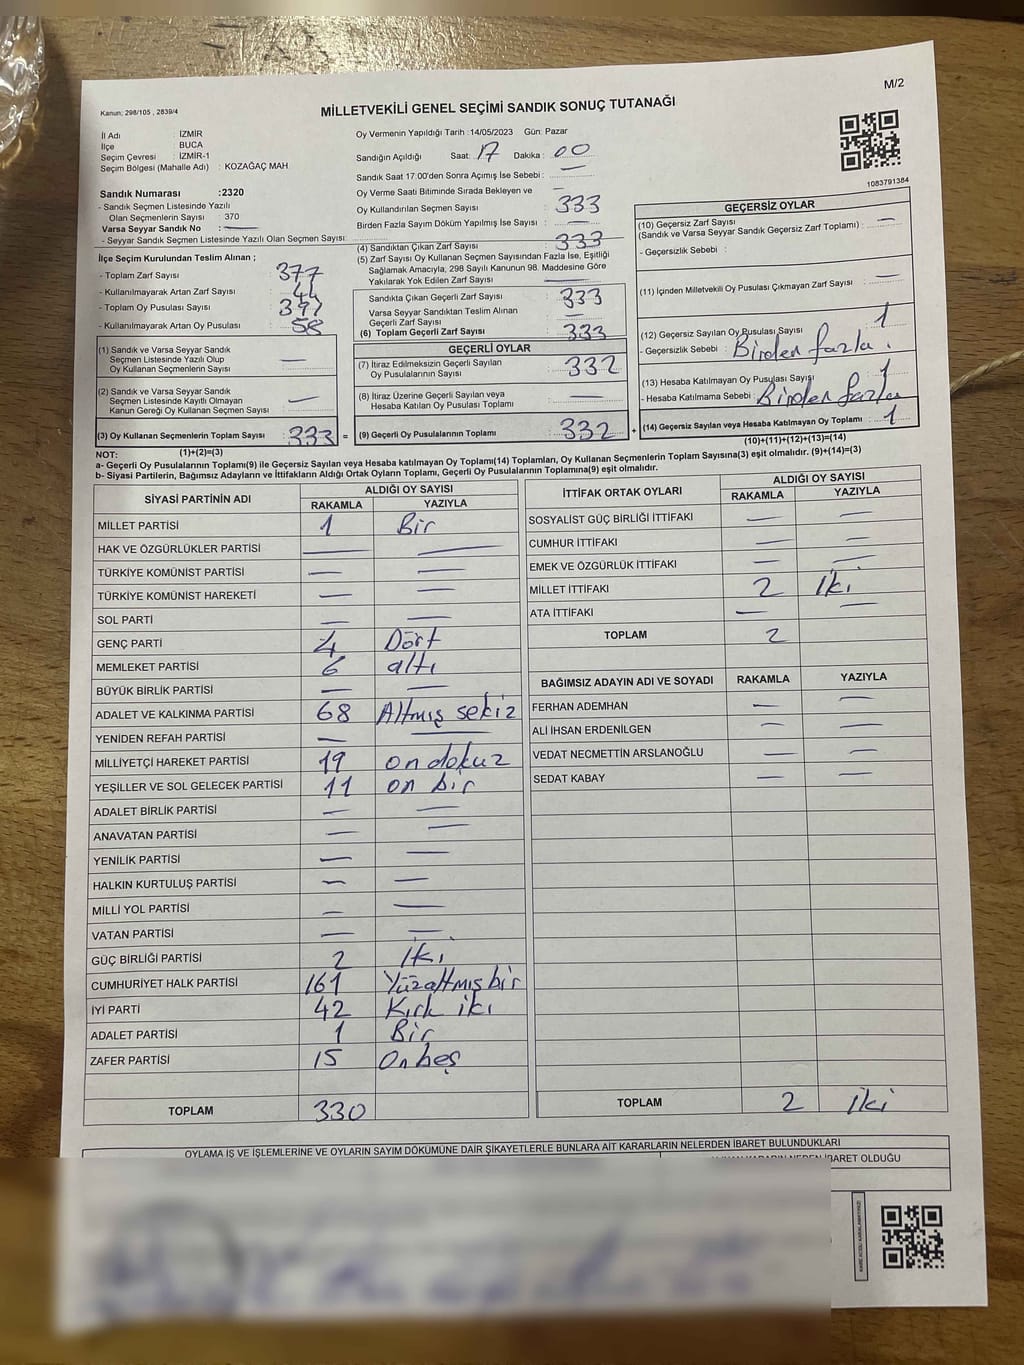 Kanun; 298/105 , 2839/4
MİLLETVEKİLİ GENEL SEÇİMİ SANDIK SONUÇ TUTANAĞI
M/2
İl Adı : İZMİR
İlçe : BUCA
Seçim Çevresi : İZMİR-1
Seçim Bölgesi (Mahalle Adı) : KOZAĞAÇ MAH
Sandık Numarası :2320
- Sandık Seçmen Listesinde Yazılı
Olan Seçmenlerin Sayısı : 370
Varsa Seyyar Sandık No : —
- Seyyar Sandık Seçmen Listesinde Yazılı Olan Seçmen Sayısı:
İlçe Seçim Kurulundan Teslim Alınan ;
- Toplam Zarf Sayısı : 377
- Kullanılmayarak Artan Zarf Sayısı : 44
- Toplam Oy Pusulası Sayısı : 391
- Kullanılmayarak Artan Oy Pusulası : 58
Oy Vermenin Yapıldığı Tarih :14/05/2023 Gün: Pazar
Sandığın Açıldığı Saat: 17 Dakika : 00
Sandık Saat 17.00'den Sonra Açımış İse Sebebi : —
Oy Verme Saati Bitiminde Sırada Bekleyen ve —
Oy Kullandırılan Seçmen Sayısı : 333
Birden Fazla Sayım Döküm Yapılmış İse Sayısı : —
(4) Sandıktan Çıkan Zarf Sayısı : 333
(5) Zarf Sayısı Oy Kullanan Seçmen Sayısından Fazla İse, Eşitliği
Sağlamak Amacıyla, 298 Sayılı Kanunun 98. Maddesine Göre
Yakılarak Yok Edilen Zarf Sayısı : —
Sandıkta Çıkan Geçerli Zarf Sayısı : 333
Varsa Seyyar Sandıktan Teslim Alınan
Geçerli Zarf Sayısı : —
(6) Toplam Geçerli Zarf Sayısı : 333
1083791384
GEÇERSİZ OYLAR
(10) Geçersiz Zarf Sayısı : —
(Sandık ve Varsa Seyyar Sandık Geçersiz Zarf Toplamı) :
- Geçersizlik Sebebi :
(11) İçinden Milletvekili Oy Pusulası Çıkmayan Zarf Sayısı : —
(12) Geçersiz Sayılan Oy Pusulası Sayısı : 1
- Geçersizlik Sebebi : Birden fazla .
(13) Hesaba Katılmayan Oy Pusulası Sayısı : 1
- Hesaba Katılmama Sebebi : Birden fazla
(14) Geçersiz Sayılan veya Hesaba Katılmayan Oy Toplamı : 1
(10)+(11)+(12)+(13)=(14)
(1) Sandık ve Varsa Seyyar Sandık
Seçmen Listesinde Yazılı Olup
Oy Kullanan Seçmenlerin Sayısı : —
(2) Sandık ve Varsa Seyyar Sandık
Seçmen Listesinde Kayıtlı Olmayan
Kanun Gereği Oy Kullanan Seçmen Sayısı : —
(3) Oy Kullanan Seçmenlerin Toplam Sayısı : 333 =
(1)+(2)=(3)
GEÇERLİ OYLAR
(7) İtiraz Edilmeksizin Geçerli Sayılan
Oy Pusulalarının Sayısı : 332
(8) İtiraz Üzerine Geçerli Sayılan veya
Hesaba Katılan Oy Pusulası Toplamı : —
(9) Geçerli Oy Pusulalarının Toplamı : 332 +
NOT:
a- Geçerli Oy Pusulalarının Toplamı(9) ile Geçersiz Sayılan veya Hesaba katılmayan Oy Toplamı(14) Toplamları, Oy Kullanan Seçmenlerin Toplam Sayısına(3) eşit olmalıdır. (9)+(14)=(3)
b- Siyasi Partilerin, Bağımsız Adayların ve İttifakların Aldığı Ortak Oyların Toplamı, Geçerli Oy Pusulalarının Toplamına(9) eşit olmalıdır.
SİYASİ PARTİNİN ADI ALDIĞI OY SAYISI
RAKAMLA YAZIYLA
MİLLET PARTİSİ 1 Bir
HAK VE ÖZGÜRLÜKLER PARTİSİ — —
TÜRKİYE KOMÜNİST PARTİSİ — —
TÜRKİYE KOMÜNİST HAREKETİ — —
SOL PARTİ — —
GENÇ PARTİ 4 Dört
MEMLEKET PARTİSİ 6 altı
BÜYÜK BİRLİK PARTİSİ — —
ADALET VE KALKINMA PARTİSİ 68 Altmış sekiz
YENİDEN REFAH PARTİSİ — —
MİLLİYETÇİ HAREKET PARTİSİ 19 on dokuz
YEŞİLLER VE SOL GELECEK PARTİSİ 11 on bir
ADALET BİRLİK PARTİSİ — —
ANAVATAN PARTİSİ — —
YENİLİK PARTİSİ — —
HALKIN KURTULUŞ PARTİSİ — —
MİLLİ YOL PARTİSİ — —
VATAN PARTİSİ — —
GÜÇ BİRLİĞİ PARTİSİ 2 İki
CUMHURİYET HALK PARTİSİ 161 Yüzaltmışbir
İYİ PARTİ 42 Kırk iki
ADALET PARTİSİ 1 Bir
ZAFER PARTİSİ 15 Onbeş
TOPLAM 330
İTTİFAK ORTAK OYLARI ALDIĞI OY SAYISI
RAKAMLA YAZIYLA
SOSYALİST GÜÇ BİRLİĞİ İTTİFAKI — —
CUMHUR İTTİFAKI — —
EMEK VE ÖZGÜRLÜK İTTİFAKI — —
MİLLET İTTİFAKI 2 İki
ATA İTTİFAKI — —
TOPLAM 2
BAĞIMSIZ ADAYIN ADI VE SOYADI RAKAMLA YAZIYLA
FERHAN ADEMHAN — —
ALİ İHSAN ERDENİLGEN — —
VEDAT NECMETTİN ARSLANOĞLU — —
SEDAT KABAY — —
TOPLAM 2 İki
OYLAMA İŞ VE İŞLEMLERİNE VE OYLARIN SAYIM DÖKÜMÜNE DAİR ŞİKAYETLERLE BUNLARA AİT KARARLARIN NELERDEN İBARET BULUNDUKLARI
KARARIN NEDEN İBARET OLDUĞU